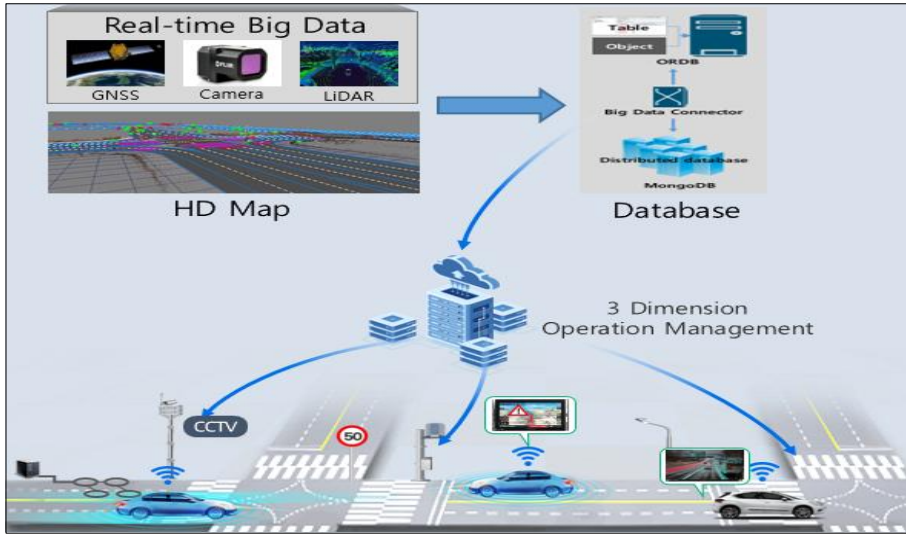 Real-time Big Data
GNSS
Camera
LiDAR
HD Map
Table
Object
ORDB
Big Data Connector
Distributed database
MongoDB
Database
3 Dimension
Operation Management
CCTV
50